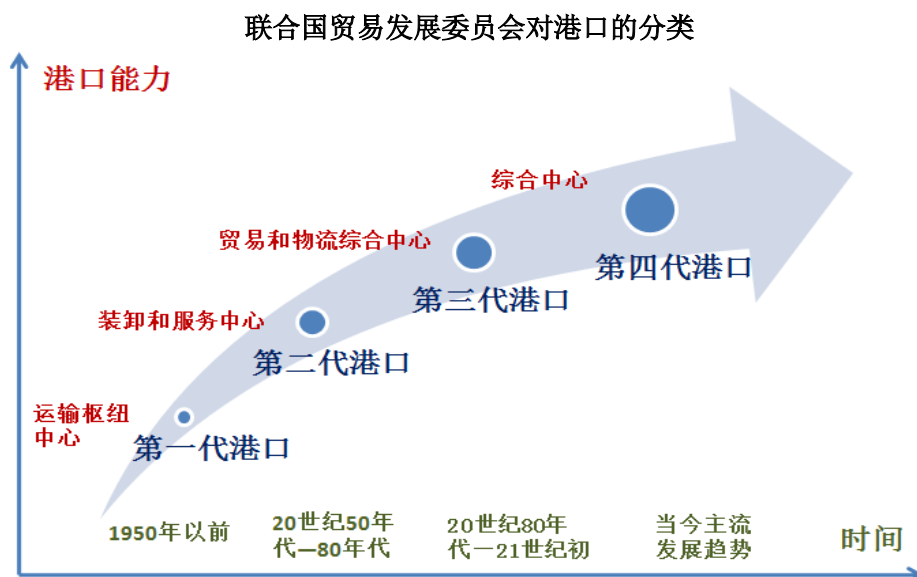 联合国贸易发展委员会对港口的分类
港口能力
综合中心
贸易和物流综合中心
第四代港口
第三代港口
装卸和服务中心
第二代港口
运输枢纽
中心
第一代港口
1950年以前
20世纪50年
代—80年代
20世纪80年
代—21世纪初
当今主流
发展趋势
时间